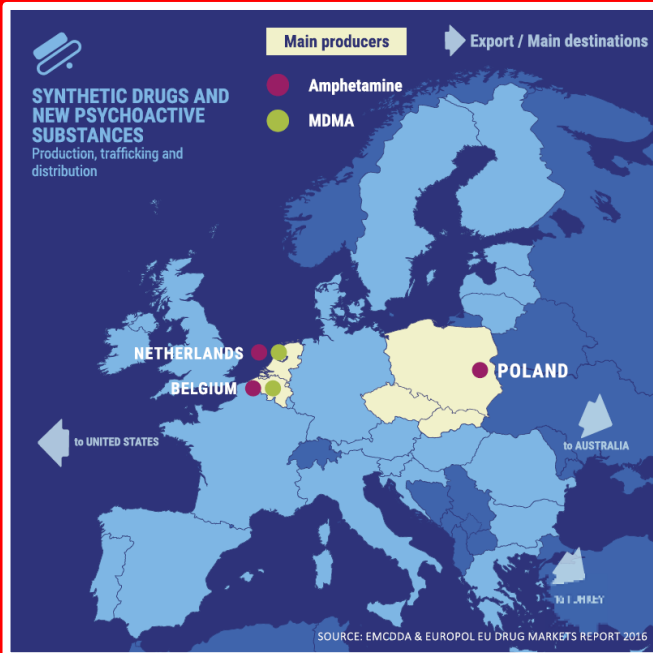 Main producers
Export / Main destinations
Amphetamine
MDMA
SYNTHETIC DRUGS AND
NEW PSYCHOACTIVE
SUBSTANCES
Production, trafficking and
distribution
NETHERLANDS
BELGIUM
POLAND
to UNITED STATES
to AUSTRALIA
SOURCE: EMCDDA & EUROPOL EU DRUG MARKETS REPORT 2016